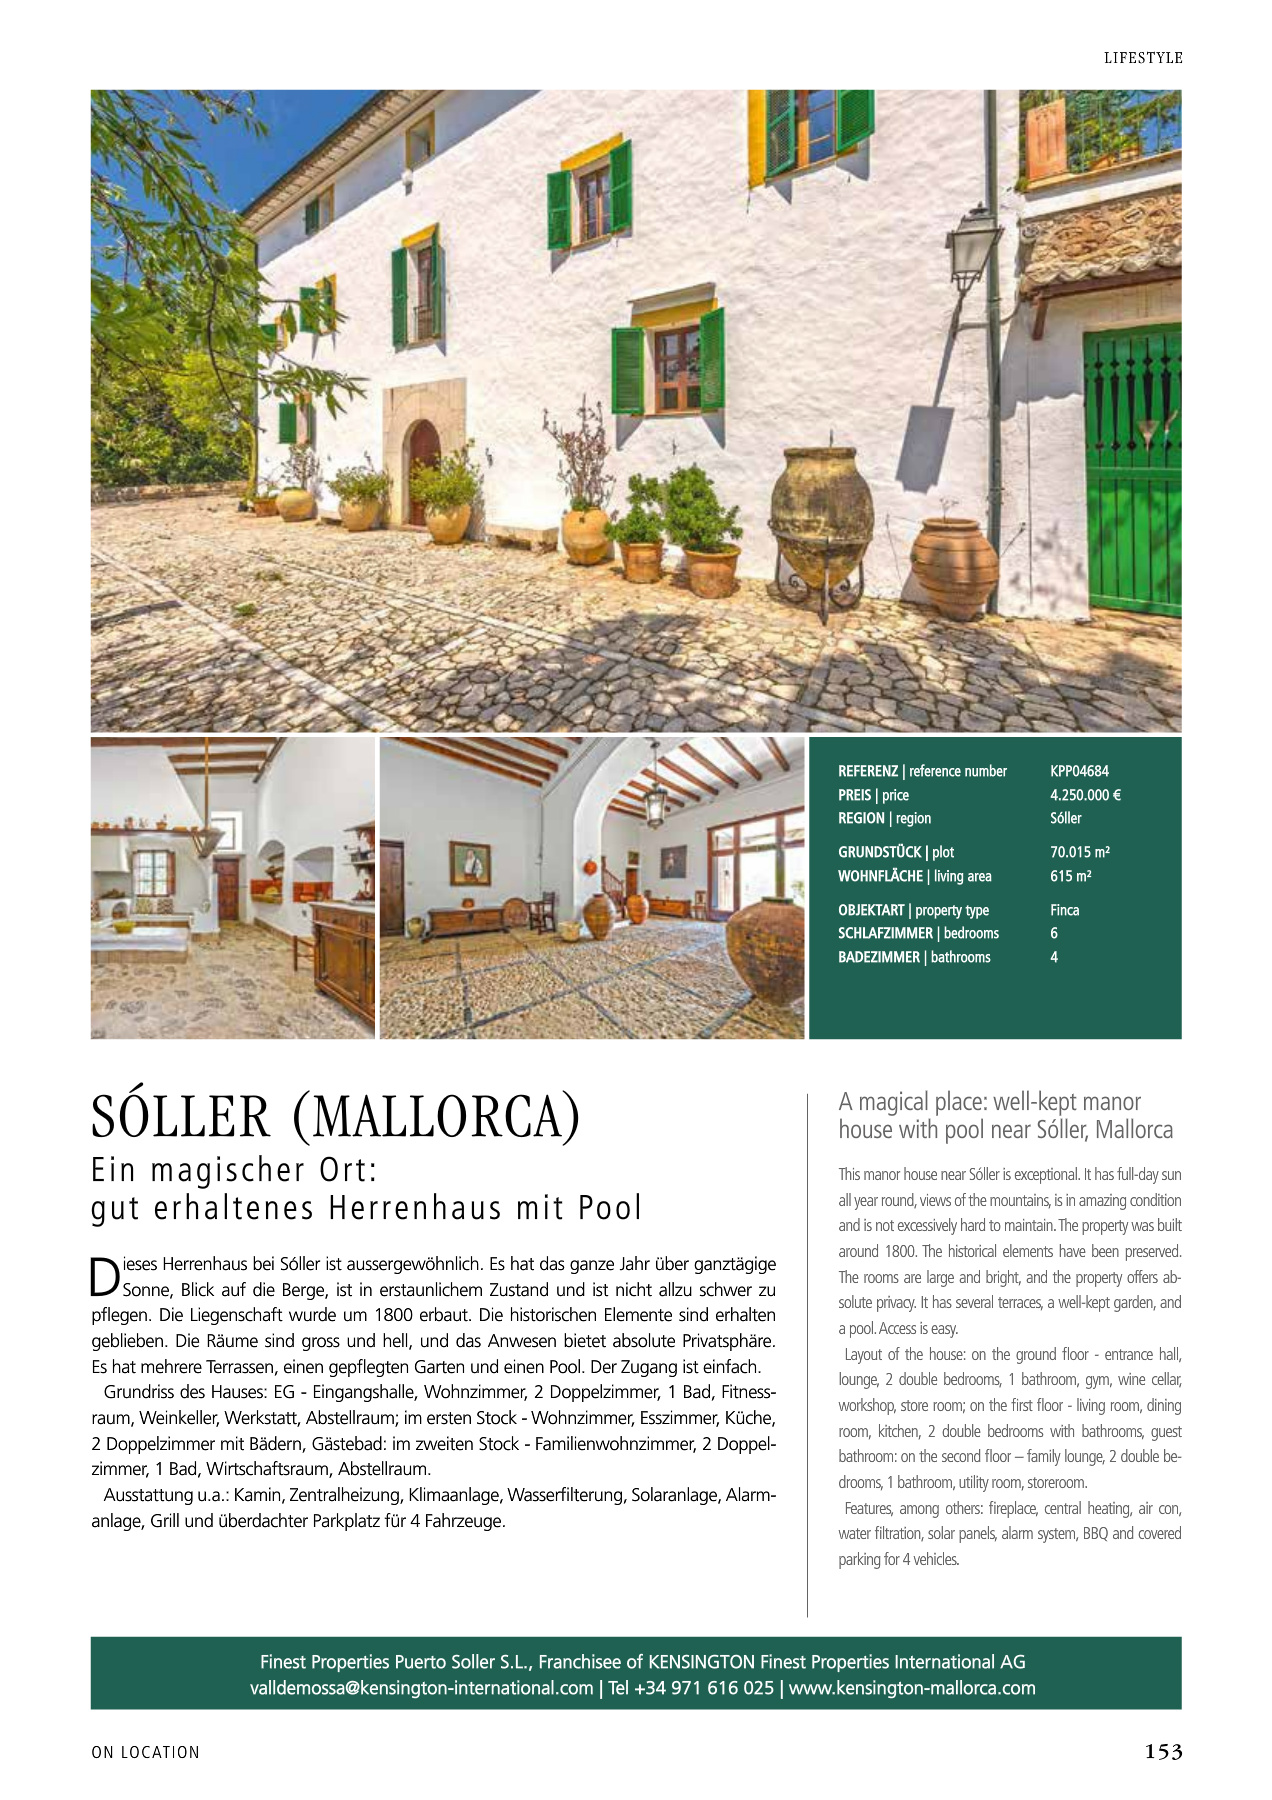 LIFESTYLE
REFERENZ | reference number KPP04684
PREIS | price 4.250.000 €
REGION | region Sóller
GRUNDSTÜCK | plot 70.015 m²
WOHNFLÄCHE | living area 615 m²
OBJEKTART | property type Finca
SCHLAFZIMMER | bedrooms 6
BADEZIMMER | bathrooms 4
SÓLLER (MALLORCA)
Ein magischer Ort:
gut erhaltenes Herrenhaus mit Pool
Dieses Herrenhaus bei Sóller ist aussergewöhnlich. Es hat das ganze Jahr über ganztägige
Sonne, Blick auf die Berge, ist in erstaunlichem Zustand und ist nicht allzu schwer zu
pflegen. Die Liegenschaft wurde um 1800 erbaut. Die historischen Elemente sind erhalten
geblieben. Die Räume sind gross und hell, und das Anwesen bietet absolute Privatsphäre.
Es hat mehrere Terrassen, einen gepflegten Garten und einen Pool. Der Zugang ist einfach.
Grundriss des Hauses: EG - Eingangshalle, Wohnzimmer, 2 Doppelzimmer, 1 Bad, Fitness-
raum, Weinkeller, Werkstatt, Abstellraum; im ersten Stock - Wohnzimmer, Esszimmer, Küche,
2 Doppelzimmer mit Bädern, Gästebad: im zweiten Stock - Familienwohnzimmer, 2 Doppel-
zimmer, 1 Bad, Wirtschaftsraum, Abstellraum.
Ausstattung u.a.: Kamin, Zentralheizung, Klimaanlage, Wasserfilterung, Solaranlage, Alarm-
anlage, Grill und überdachter Parkplatz für 4 Fahrzeuge.
A magical place: well-kept manor
house with pool near Sóller, Mallorca
This manor house near Sóller is exceptional. It has full-day sun
all year round, views of the mountains, is in amazing condition
and is not excessively hard to maintain. The property was built
around 1800. The historical elements have been preserved.
The rooms are large and bright, and the property offers ab-
solute privacy. It has several terraces, a well-kept garden, and
a pool. Access is easy.
Layout of the house: on the ground floor - entrance hall,
lounge, 2 double bedrooms, 1 bathroom, gym, wine cellar,
workshop, store room; on the first floor - living room, dining
room, kitchen, 2 double bedrooms with bathrooms, guest
bathroom: on the second floor – family lounge, 2 double be-
drooms, 1 bathroom, utility room, storeroom.
Features, among others: fireplace, central heating, air con,
water filtration, solar panels, alarm system, BBQ and covered
parking for 4 vehicles.
Finest Properties Puerto Soller S.L., Franchisee of KENSINGTON Finest Properties International AG
valldemossa@kensington-international.com | Tel +34 971 616 025 | www.kensington-mallorca.com
ON LOCATION
153